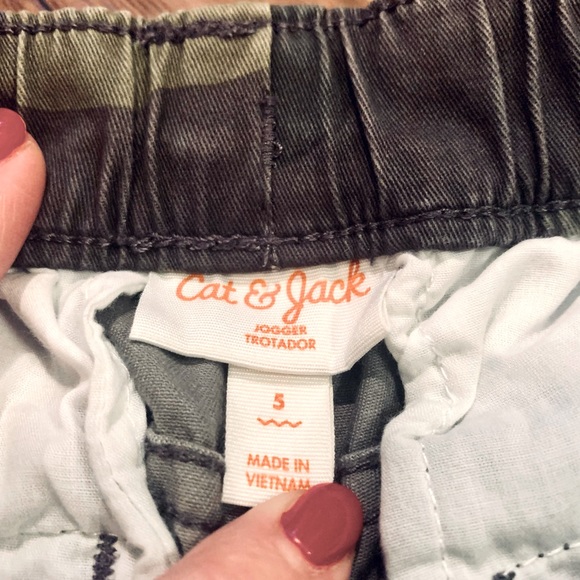 Cat & Jack
JOGGER
TROTADOR
5
MADE IN
VIETNAM